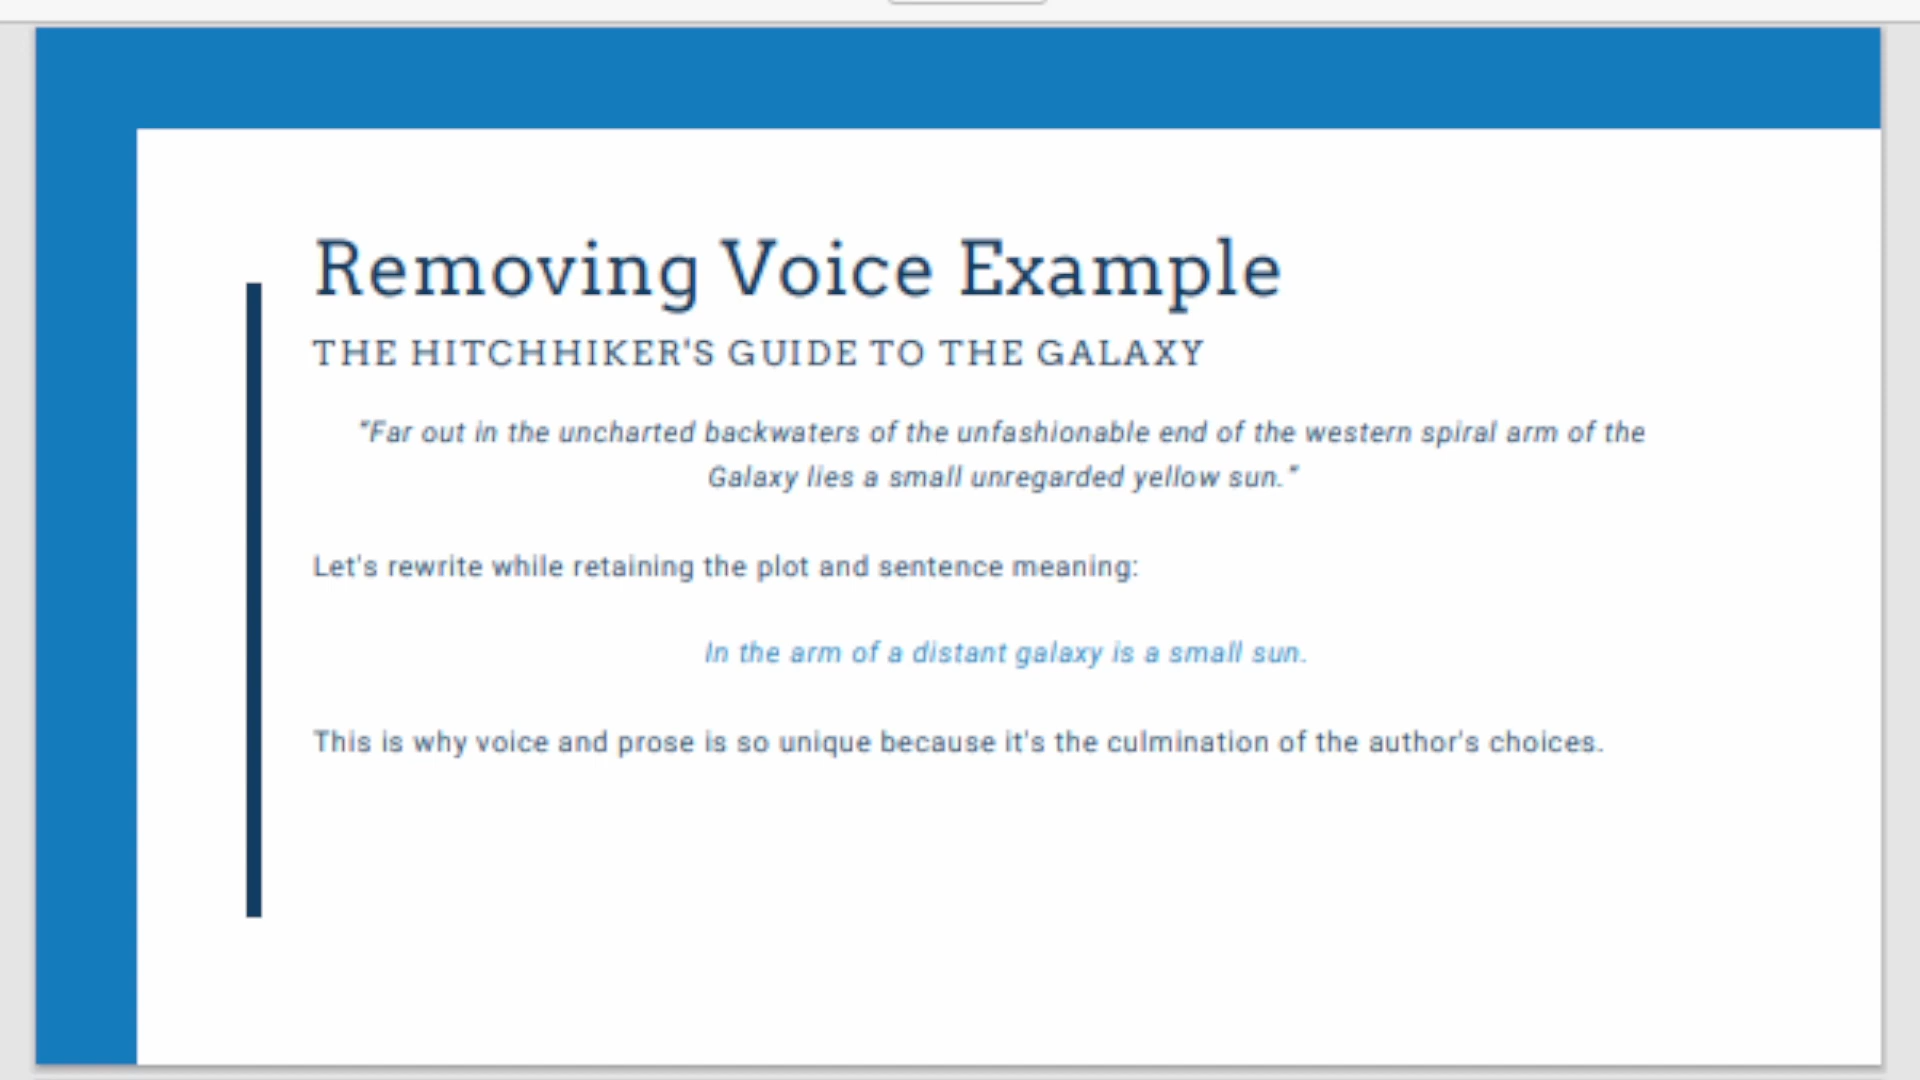 Removing Voice Example
THE HITCHHIKER'S GUIDE TO THE GALAXY
"Far out in the uncharted backwaters of the unfashionable end of the western spiral arm of the
Galaxy lies a small unregarded yellow sun."
Let's rewrite while retaining the plot and sentence meaning:
In the arm of a distant galaxy is a small sun.
This is why voice and prose is so unique because it's the culmination of the author's choices.